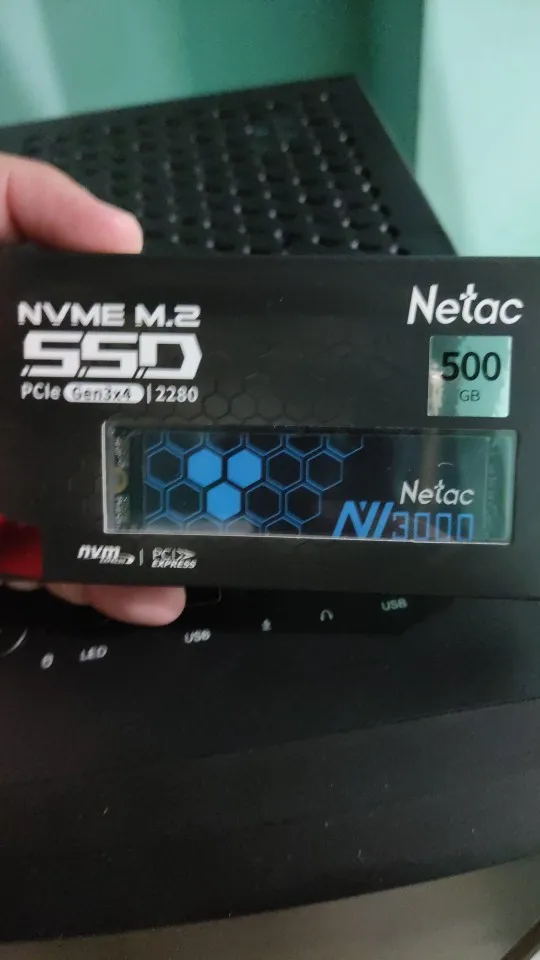 NVME M.2
SSD
PCIe Gen3x4 | 2280
Netac
500
GB
Netac
NV3000
nvm
EXPRESS
PCI
EXPRESS
LED
USB
USB